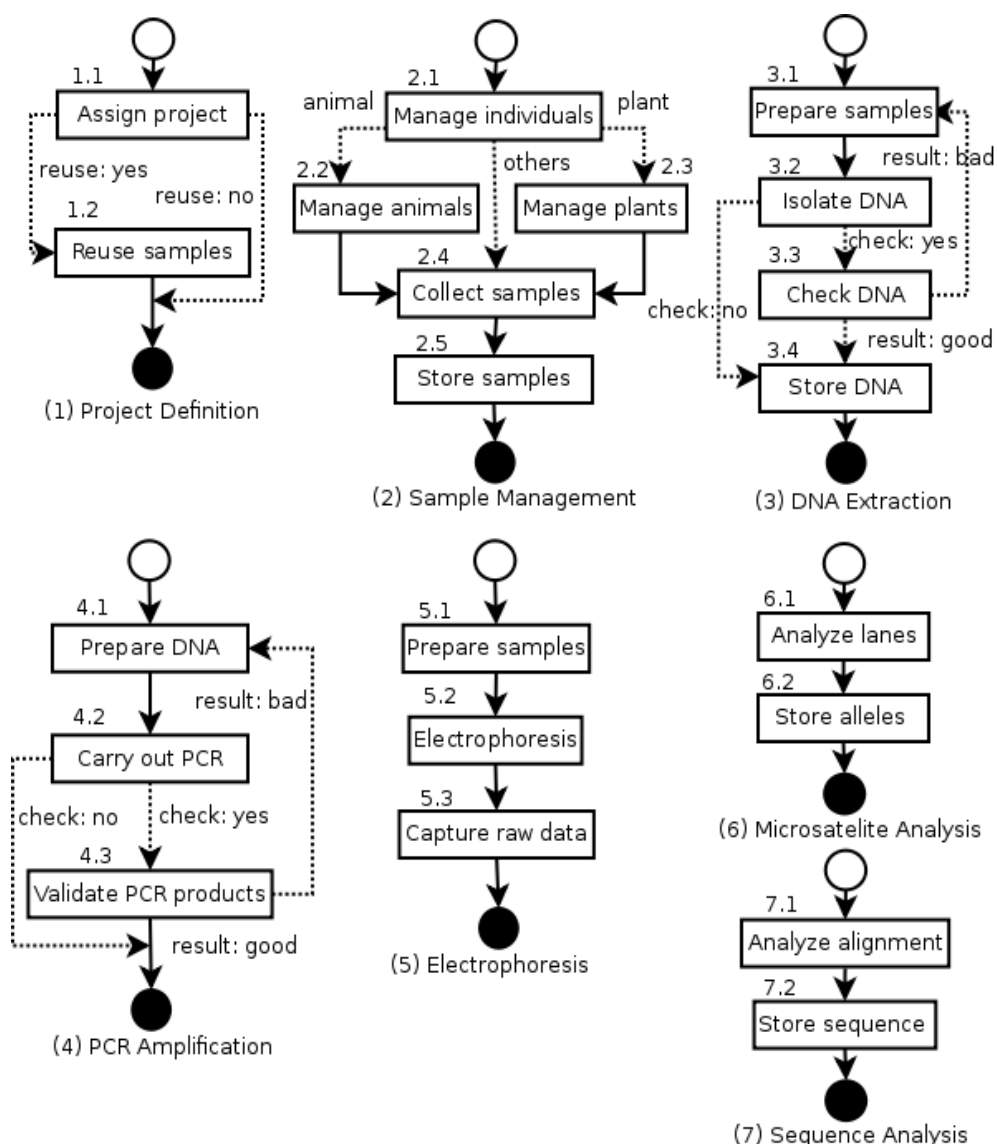 1.1
Assign project
reuse: yes
reuse: no
1.2
Reuse samples
(1) Project Definition
2.1
animal
Manage individuals
plant
others
2.2
Manage animals
2.3
Manage plants
2.4
Collect samples
2.5
Store samples
(2) Sample Management
3.1
Prepare samples
result: bad
3.2
Isolate DNA
check: yes
3.3
Check DNA
check: no
result: good
3.4
Store DNA
(3) DNA Extraction
4.1
Prepare DNA
result: bad
4.2
Carry out PCR
check: no
check: yes
4.3
Validate PCR products
result: good
(4) PCR Amplification
5.1
Prepare samples
5.2
Electrophoresis
5.3
Capture raw data
(5) Electrophoresis
6.1
Analyze lanes
6.2
Store alleles
(6) Microsatelite Analysis
7.1
Analyze alignment
7.2
Store sequence
(7) Sequence Analysis